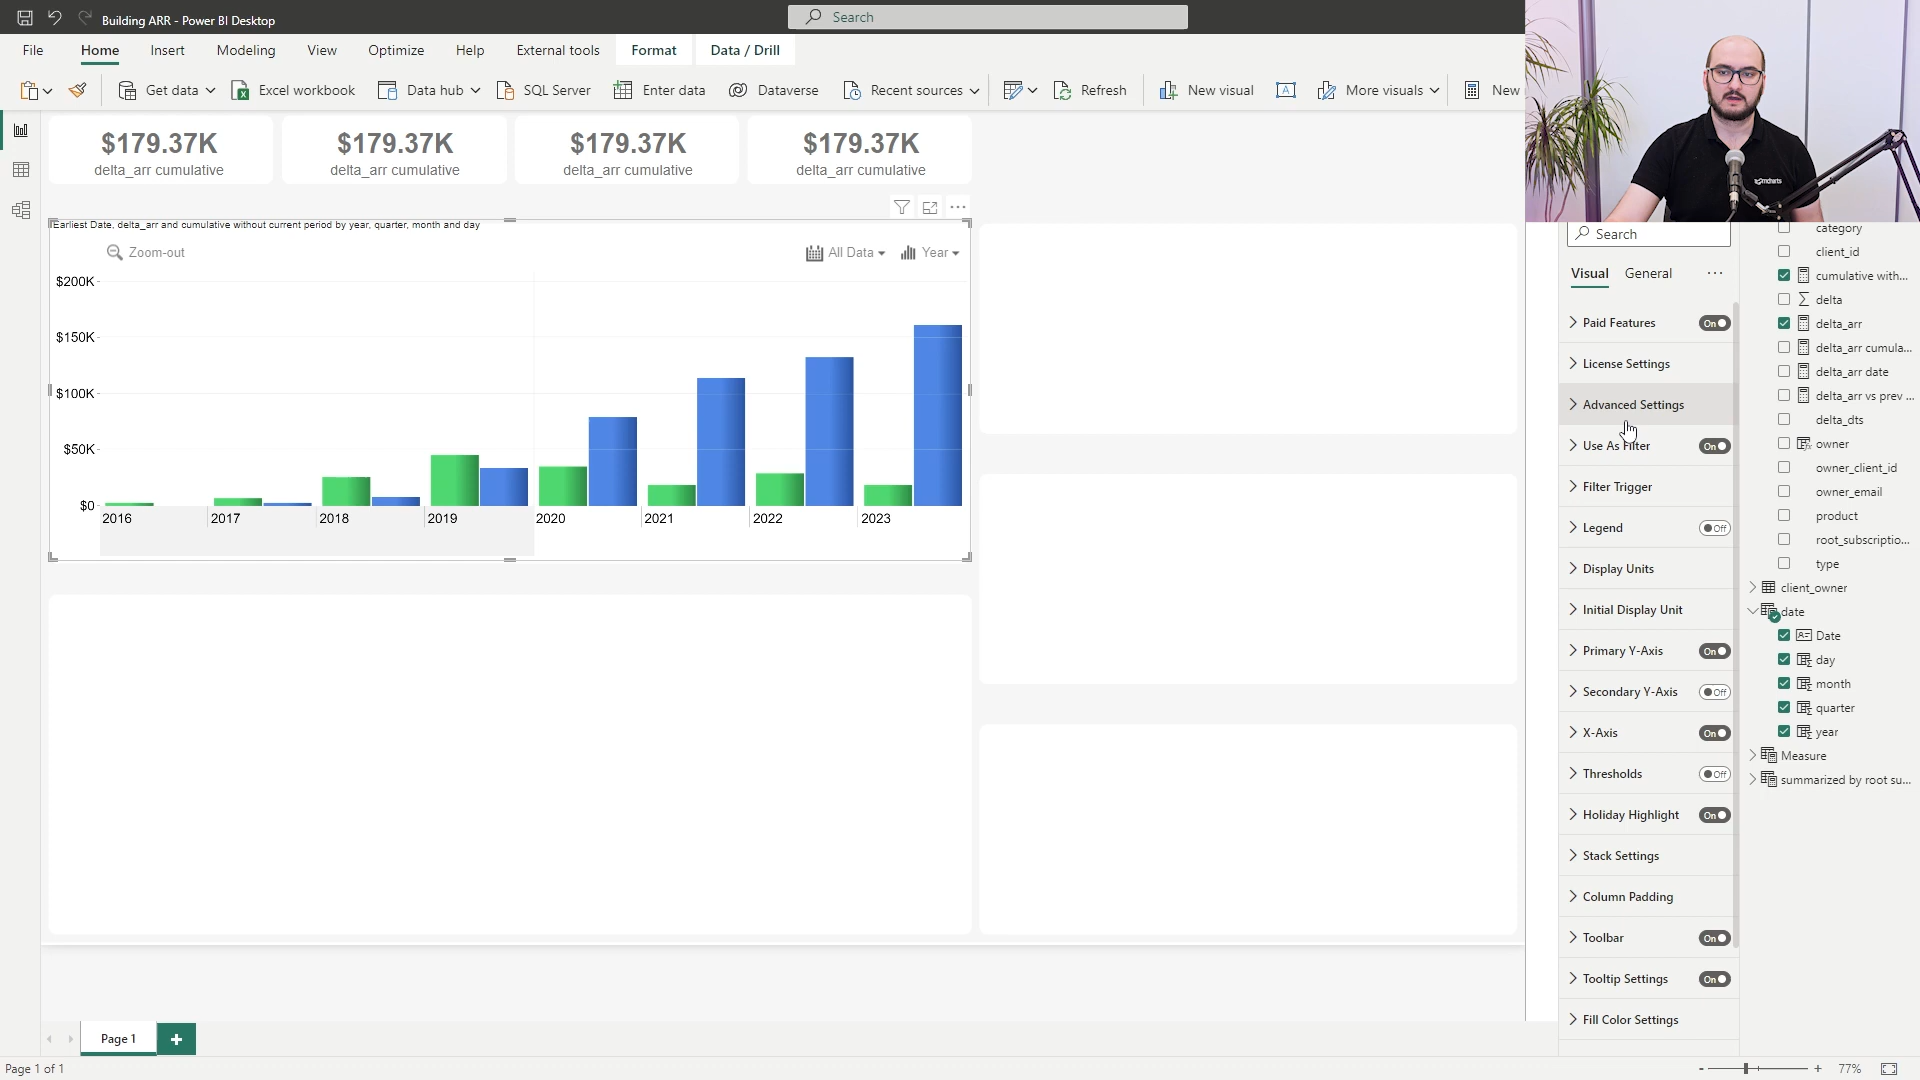 Building ARR - Power BI Desktop
Search
File Home Insert Modeling View Optimize Help External tools Format Data / Drill
Get data Excel workbook Data hub SQL Server Enter data Dataverse Recent sources Refresh New visual More visuals New
$179.37K $179.37K $179.37K $179.37K
delta_arr cumulative delta_arr cumulative delta_arr cumulative delta_arr cumulative
Earliest Date, delta_arr and cumulative without current period by year, quarter, month and day
Zoom-out All Data Year
$200K
$150K
$100K
$50K
$0
2016 2017 2018 2019 2020 2021 2022 2023
Search
Visual General
Paid Features On
License Settings
Advanced Settings
Use As Filter On
Filter Trigger
Legend Off
Display Units
Initial Display Unit
Primary Y-Axis On
Secondary Y-Axis Off
X-Axis On
Thresholds Off
Holiday Highlight On
Stack Settings
Column Padding
Toolbar On
Tooltip Settings On
Fill Color Settings
category
client_id
cumulative with...
delta
delta_arr
delta_arr cumula...
delta_arr date
delta_arr vs prev ...
delta_dts
owner
owner_client_id
owner_email
product
root_subscriptio...
type
client_owner
date
Date
day
month
quarter
year
Measure
summarized by root su...
Page 1
Page 1 of 1
- + 77%